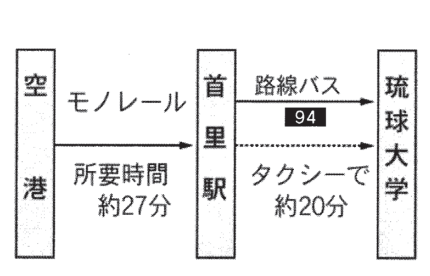 空港
モノレール
所要時間
約27分
首里駅
路線バス
94
タクシーで
約20分
琉球大学